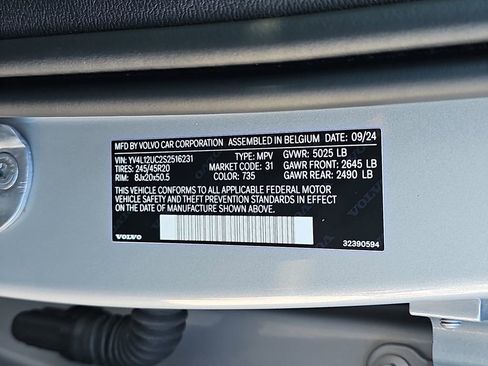 MFD BY VOLVO CAR CORPORATION ASSEMBLED IN BELGIUM 09/24
VIN: YV4L12UC2S2516231 TYPE: MPV GVWR: 5025 LB
TIRES: 245/45R20 MARKET CODE: 31 GAWR FRONT: 2645 LB
RIM: 8Jx20x50.5 COLOR: 735 GAWR REAR: 2490 LB
THIS VEHICLE CONFORMS TO ALL APPLICABLE FEDERAL MOTOR
VEHICLE SAFETY AND THEFT PREVENTION STANDARDS IN EFFECT
ON THE DATE OF MANUFACTURE SHOWN ABOVE.
VOLVO 32390594